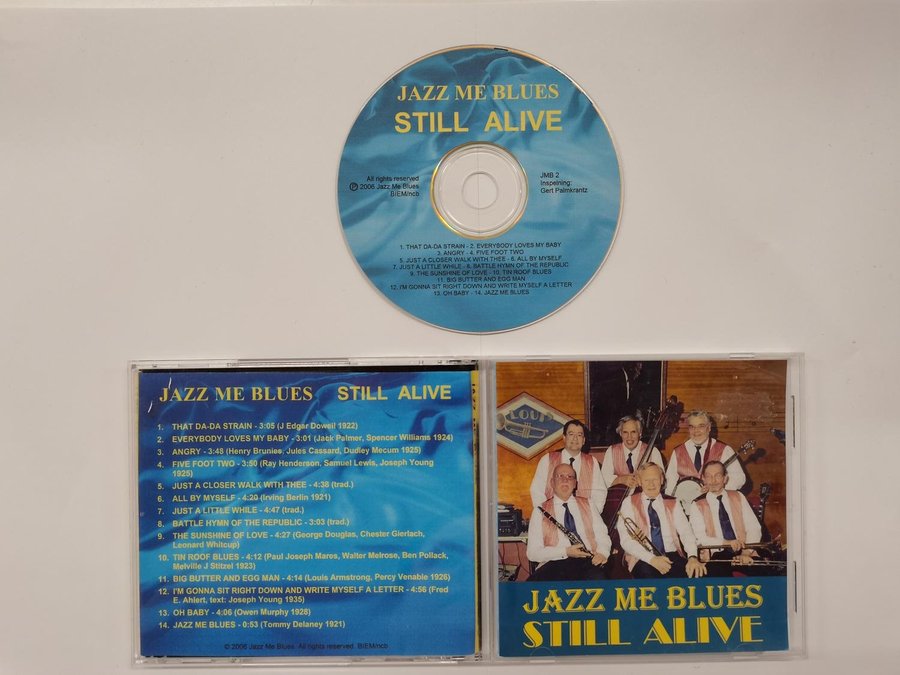 JAZZ ME BLUES
STILL ALIVE
All rights reserved
℗ 2006 Jazz Me Blues
BIEM/ncb
JMB 2
Inspelning:
Gert Palmkrantz
1. THAT DA-DA STRAIN - 2. EVERYBODY LOVES MY BABY
3. ANGRY - 4. FIVE FOOT TWO
5. JUST A CLOSER WALK WITH THEE - 6. ALL BY MYSELF
7. JUST A LITTLE WHILE - 8. BATTLE HYMN OF THE REPUBLIC
9. THE SUNSHINE OF LOVE - 10. TIN ROOF BLUES
11. BIG BUTTER AND EGG MAN
12. I'M GONNA SIT RIGHT DOWN AND WRITE MYSELF A LETTER
13. OH BABY - 14. JAZZ ME BLUES
JAZZ ME BLUES STILL ALIVE
1. THAT DA-DA STRAIN - 3:05 (J Edgar Dowell 1922)
2. EVERYBODY LOVES MY BABY - 3:01 (Jack Palmer, Spencer Williams 1924)
3. ANGRY - 3:48 (Henry Brunies, Jules Cassard, Dudley Mecum 1925)
4. FIVE FOOT TWO - 3:50 (Ray Henderson, Samuel Lewis, Joseph Young
1925)
5. JUST A CLOSER WALK WITH THEE - 4:38 (trad.)
6. ALL BY MYSELF - 4:20 (Irving Berlin 1921)
7. JUST A LITTLE WHILE - 4:47 (trad.)
8. BATTLE HYMN OF THE REPUBLIC - 3:03 (trad.)
9. THE SUNSHINE OF LOVE - 4:27 (George Douglas, Chester Gierlach,
Leonard Whitcup)
10. TIN ROOF BLUES - 4:12 (Paul Joseph Mares, Walter Melrose, Ben Pollack,
Melville J Stitzel 1923)
11. BIG BUTTER AND EGG MAN - 4:14 (Louis Armstrong, Percy Venable 1926)
12. I'M GONNA SIT RIGHT DOWN AND WRITE MYSELF A LETTER - 4:56 (Fred
E. Ahlert, text: Joseph Young 1935)
13. OH BABY - 4:06 (Owen Murphy 1928)
14. JAZZ ME BLUES - 0:53 (Tommy Delaney 1921)
© 2006 Jazz Me Blues. All rights reserved. BIEM/ncb
JAZZ ME BLUES
STILL ALIVE